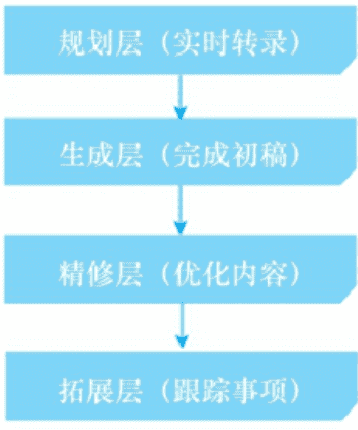 规划层（实时转录）
生成层（完成初稿）
精修层（优化内容）
拓展层（跟踪事项）